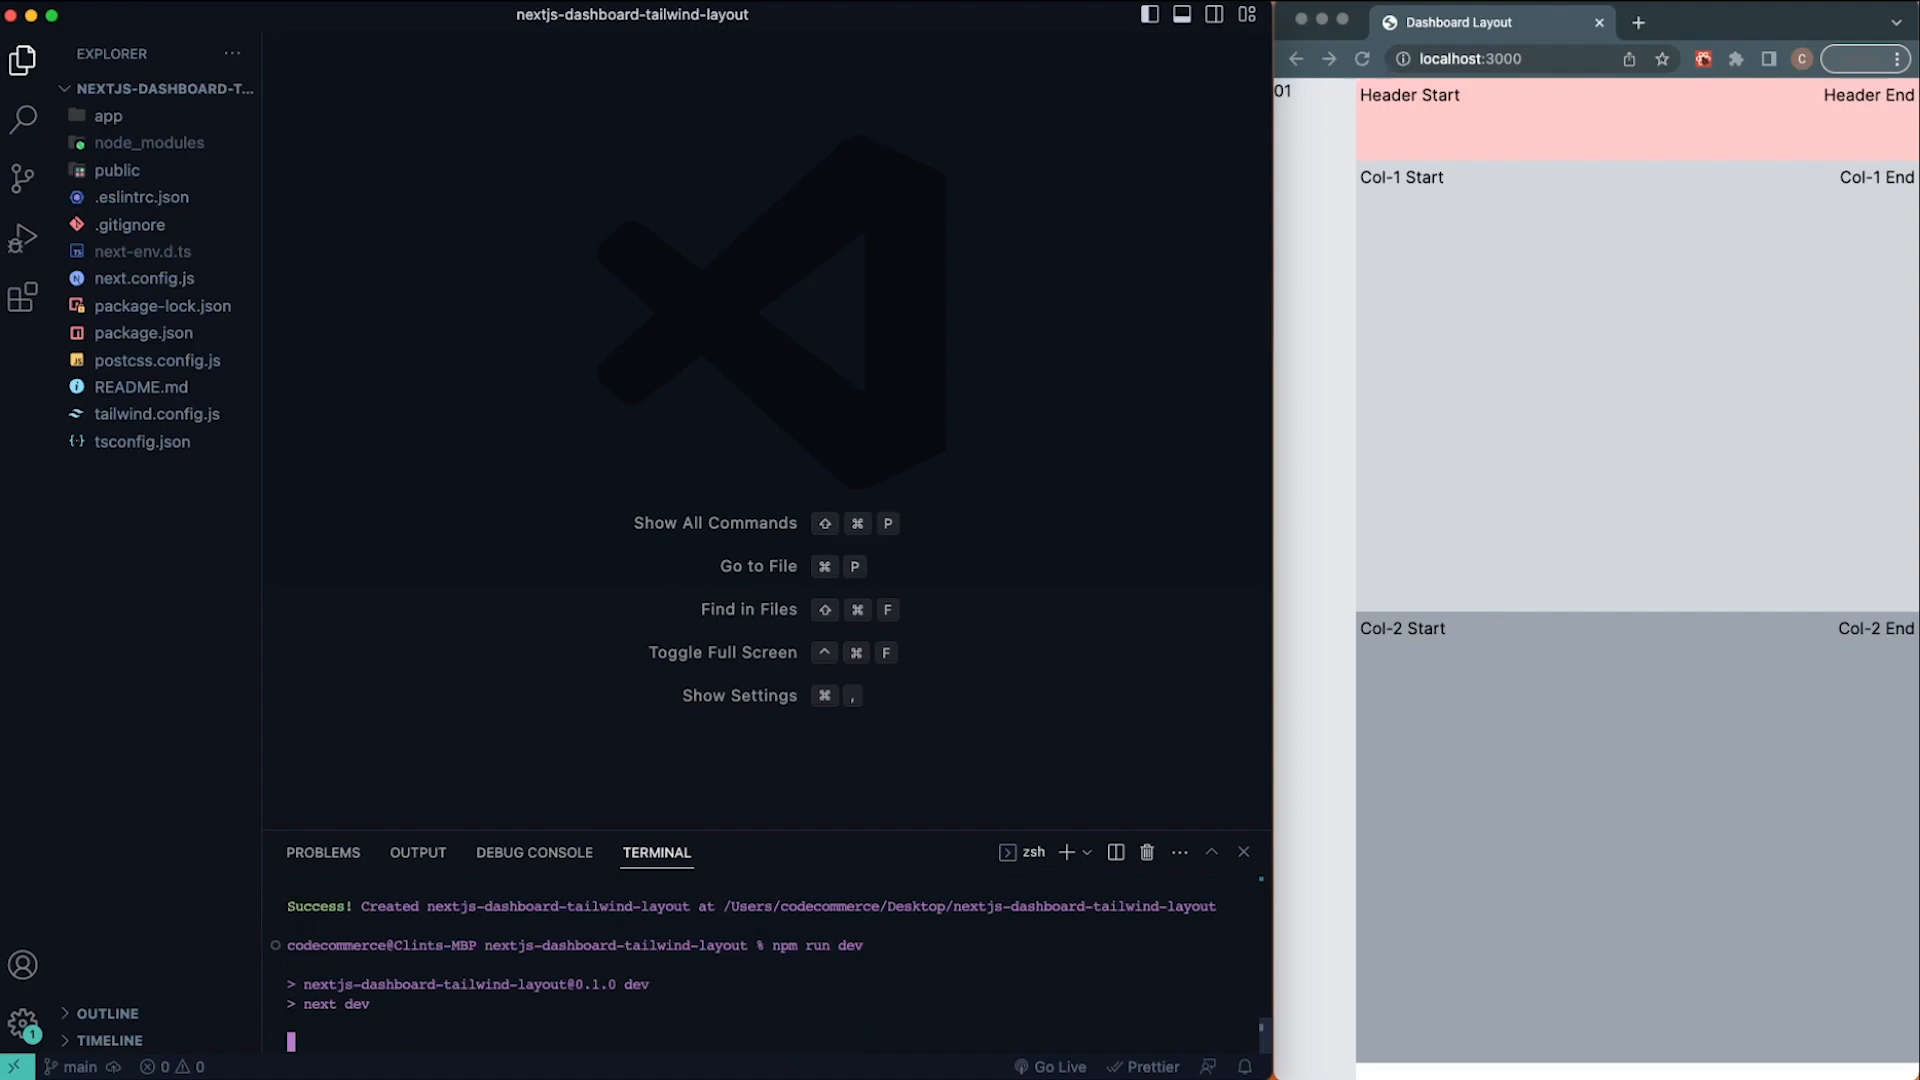 nextjs-dashboard-tailwind-layout
EXPLORER
NEXTJS-DASHBOARD-T...
app
node_modules
public
.eslintrc.json
.gitignore
next-env.d.ts
next.config.js
package-lock.json
package.json
postcss.config.js
README.md
tailwind.config.js
tsconfig.json
OUTLINE
TIMELINE
Show All Commands ⇧ ⌘ P
Go to File ⌘ P
Find in Files ⇧ ⌘ F
Toggle Full Screen ^ ⌘ F
Show Settings ⌘ ,
PROBLEMS OUTPUT DEBUG CONSOLE TERMINAL zsh
Success! Created nextjs-dashboard-tailwind-layout at /Users/codecommerce/Desktop/nextjs-dashboard-tailwind-layout
codecommerce@Clints-MBP nextjs-dashboard-tailwind-layout % npm run dev
> nextjs-dashboard-tailwind-layout@0.1.0 dev
> next dev
1
main 0 0 Go Live Prettier
Dashboard Layout
localhost:3000
C
01
Header Start Header End
Col-1 Start Col-1 End
Col-2 Start Col-2 End